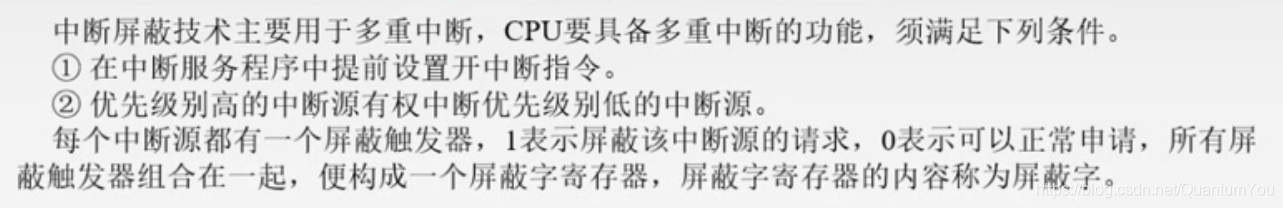 中断屏蔽技术主要用于多重中断，CPU要具备多重中断的功能，须满足下列条件。
① 在中断服务程序中提前设置开中断指令。
② 优先级别高的中断源有权中断优先级别低的中断源。
每个中断源都有一个屏蔽触发器，1表示屏蔽该中断源的请求，0表示可以正常申请，所有屏
蔽触发器组合在一起，便构成一个屏蔽字寄存器，屏蔽字寄存器的内容称为屏蔽字。
https://blog.csdn.net/QuantumYou